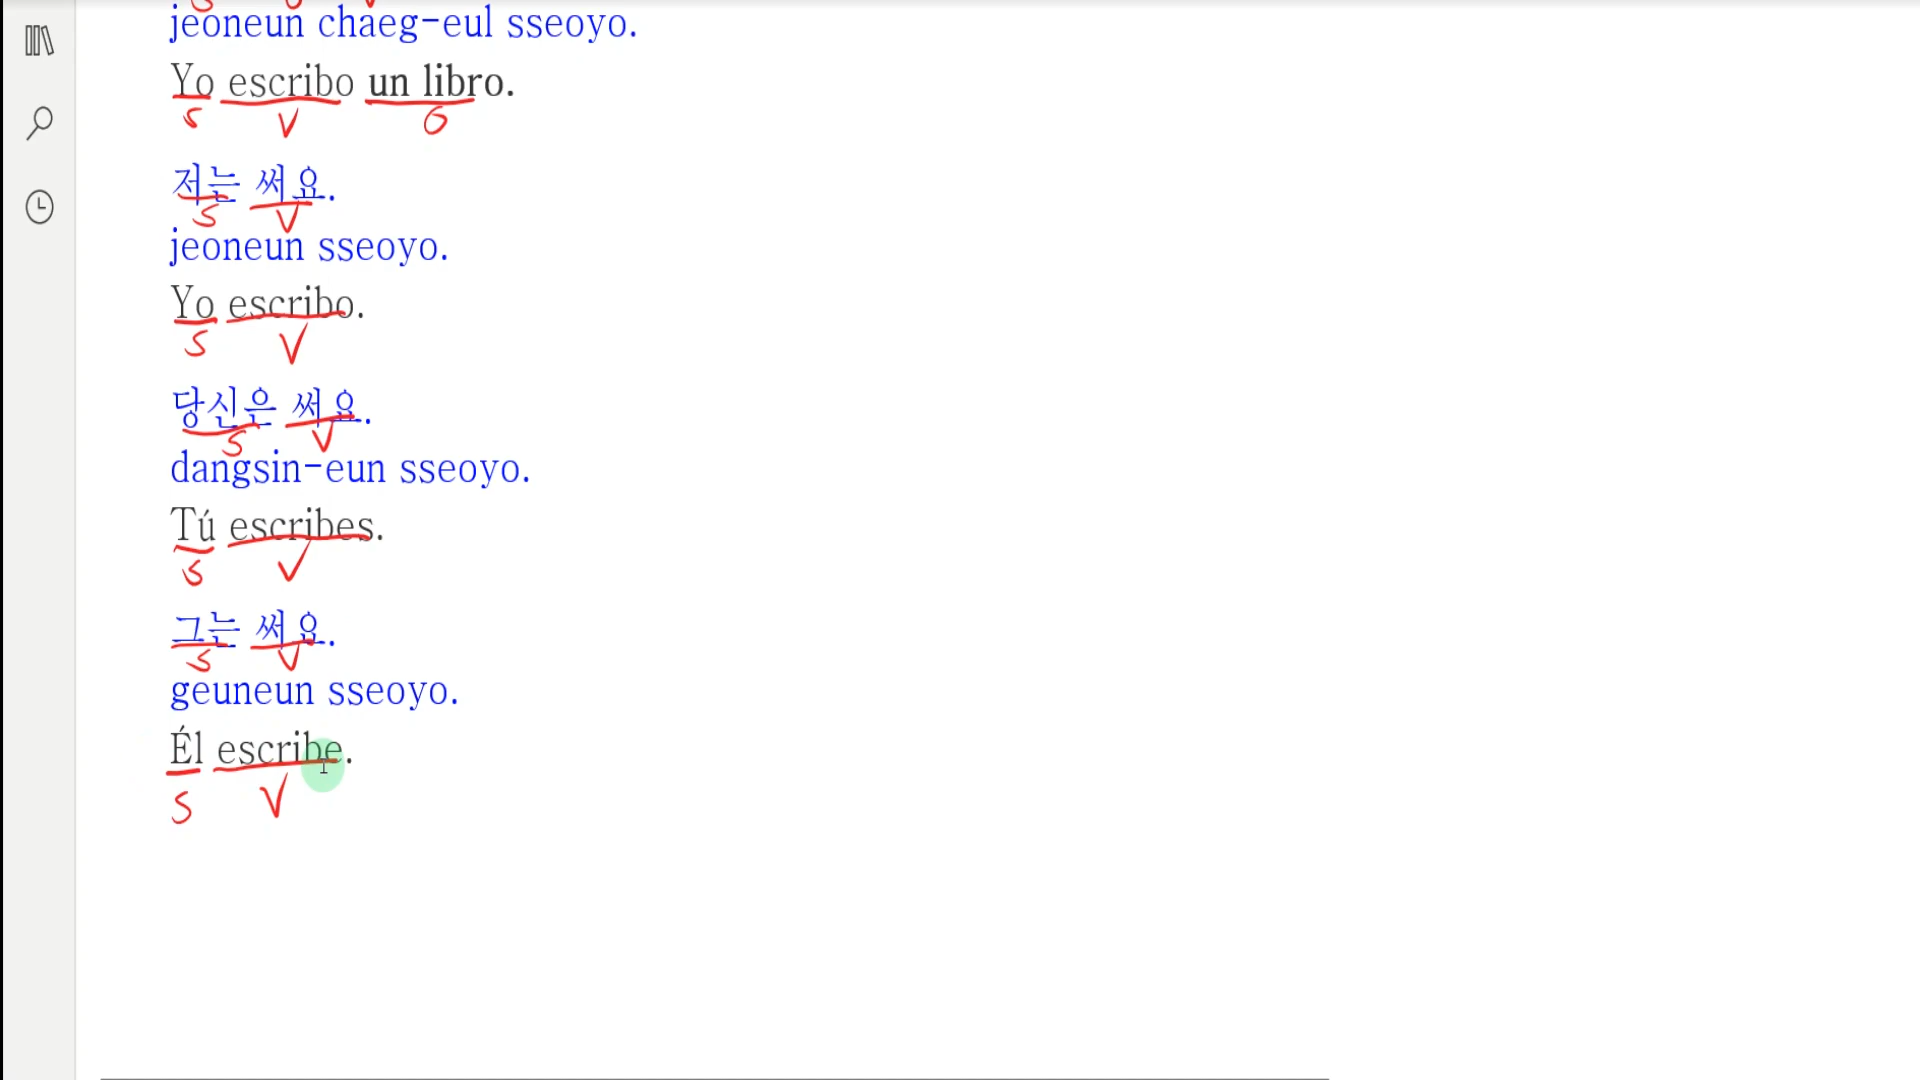 jeoneun chaeg-eul sseoyo.
Yo escribo un libro.
S V O
저는 써요.
S V
jeoneun sseoyo.
Yo escribo.
S V
당신은 써요.
S V
dangsin-eun sseoyo.
Tú escribes.
S V
그는 써요.
S V
geuneun sseoyo.
Él escribe.
S V